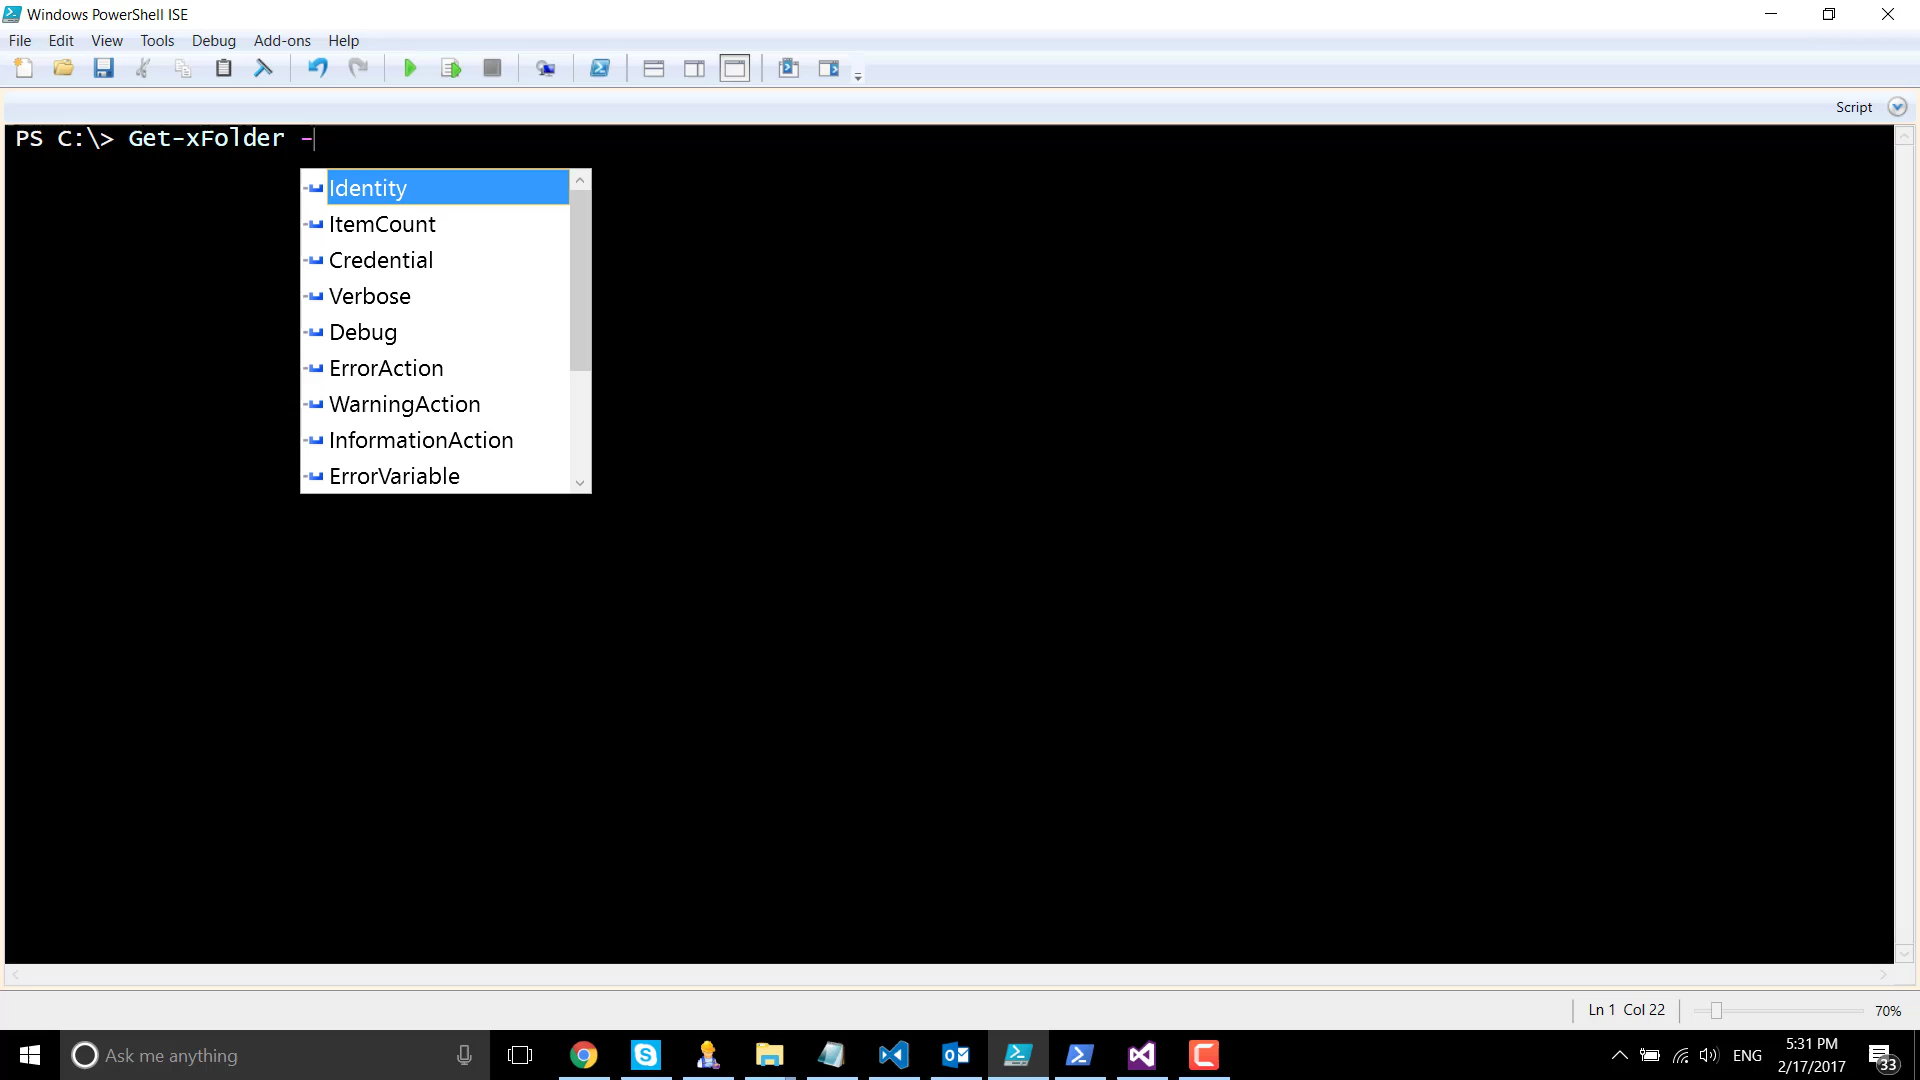 Windows PowerShell ISE
File Edit View Tools Debug Add-ons Help
Script
PS C:\> Get-xFolder -
Identity
ItemCount
Credential
Verbose
Debug
ErrorAction
WarningAction
InformationAction
ErrorVariable
Ln 1 Col 22
70%
Ask me anything
ENG
5:31 PM
2/17/2017
33